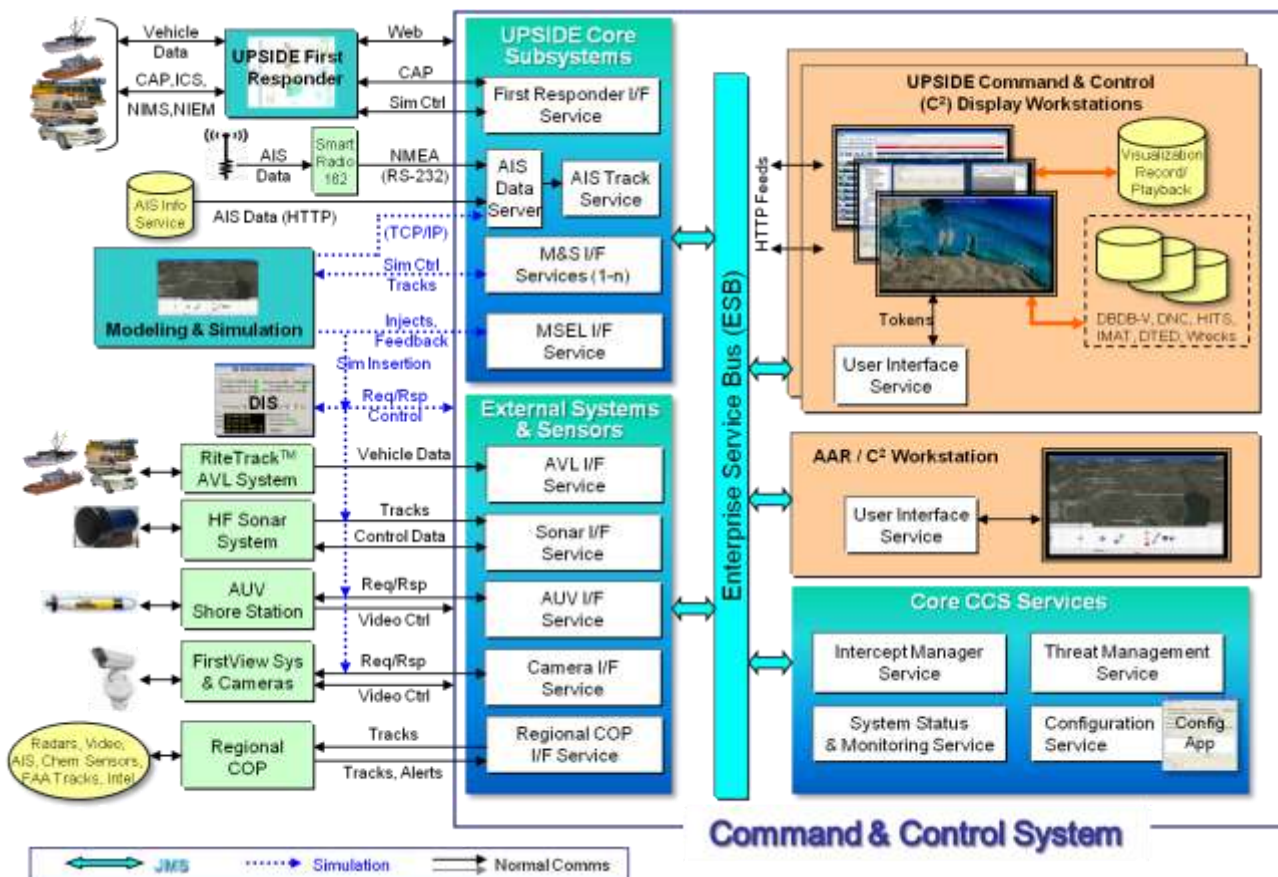 Vehicle
Data
CAP,ICS,
NIMS,NIEM
UPSIDE First
Responder
Web
CAP
Sim Ctrl
AIS
Data
Smart
Radio
162
NMEA
(RS-232)
AIS Info
Service
AIS Data (HTTP)
(TCP/IP)
Sim Ctrl
Tracks
Modeling & Simulation
Injects,
Feedback
Sim Insertion
DIS
Req/Rsp
Control
RiteTrack™
AVL System
Vehicle Data
HF Sonar
System
Tracks
Control Data
AUV
Shore Station
Req/Rsp
Video Ctrl
FirstView Sys
& Cameras
Req/Rsp
Video Ctrl
Radars, Video,
AIS, Chem Sensors,
FAA Tracks, Intel
Regional
COP
Tracks
Tracks, Alerts
UPSIDE Core
Subsystems
First Responder I/F
Service
AIS
Data
Server
AIS Track
Service
M&S I/F
Services (1-n)
MSEL I/F
Service
External Systems
& Sensors
AVL I/F
Service
Sonar I/F
Service
AUV I/F
Service
Camera I/F
Service
Regional COP
I/F Service
Enterprise Service Bus (ESB)
UPSIDE Command & Control
(C2) Display Workstations
HTTP Feeds
Visualization
Record/
Playback
DBDB-V, DNC, HITS,
IMAT, DTED, Wrecks
Tokens
User Interface
Service
AAR / C2 Workstation
User Interface
Service
Core CCS Services
Intercept Manager
Service
Threat Management
Service
System Status
& Monitoring Service
Configuration
Service
Config
App
Command & Control System
JMS
Simulation
Normal Comms